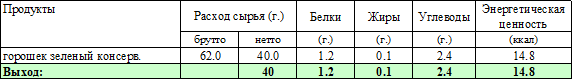 Продукты Расход сырья (г.) Белки Жиры Углеводы Энергетическая ценность
брутто нетто (г.) (г.) (г.) (ккал)
горошек зеленый консерв. 62.0 40.0 1.2 0.1 2.4 14.8
Выход: 40 1.2 0.1 2.4 14.8